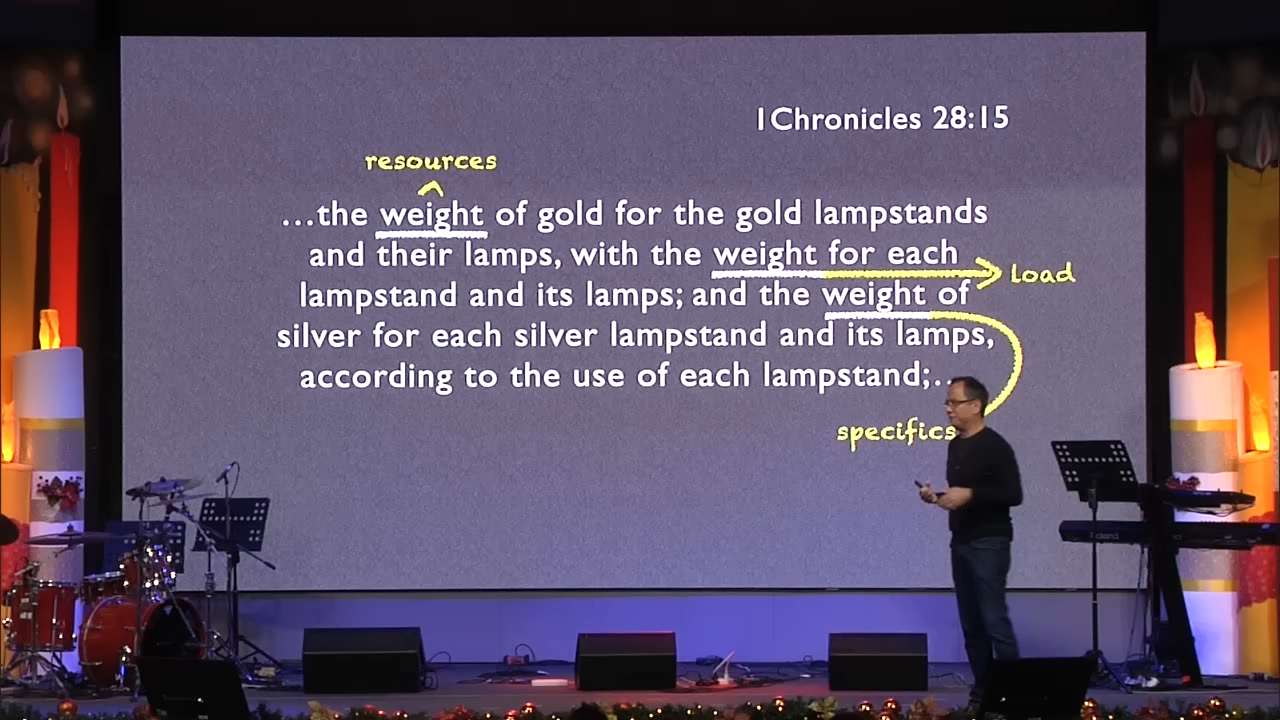 1Chronicles 28:15
resources
...the weight of gold for the gold lampstands
and their lamps, with the weight for each
Load
lampstand and its lamps; and the weight of
silver for each silver lampstand and its lamps,
according to the use of each lampstand;..
specifics
Roland